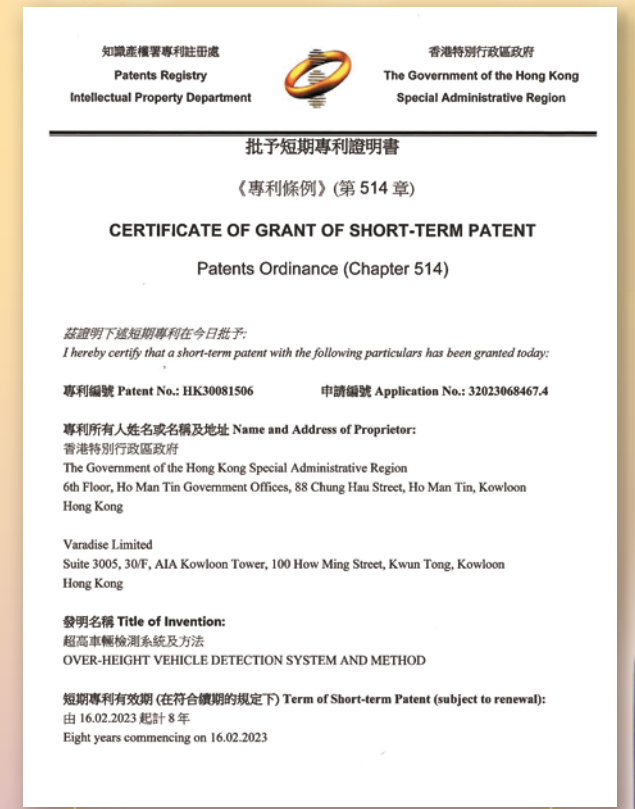 知識產權署專利註冊處
Patents Registry
Intellectual Property Department
香港特別行政區政府
The Government of the Hong Kong
Special Administrative Region
批予短期專利證明書
《專利條例》(第 514 章)
CERTIFICATE OF GRANT OF SHORT-TERM PATENT
Patents Ordinance (Chapter 514)
茲證明下述短期專利在今日批予:
I hereby certify that a short-term patent with the following particulars has been granted today:
專利編號 Patent No.: HK30081506 申請編號 Application No.: 32023068467.4
專利所有人姓名或名稱及地址 Name and Address of Proprietor:
香港特別行政區政府
The Government of the Hong Kong Special Administrative Region
6th Floor, Ho Man Tin Government Offices, 88 Chung Hau Street, Ho Man Tin, Kowloon
Hong Kong
Varadise Limited
Suite 3005, 30/F, AIA Kowloon Tower, 100 How Ming Street, Kwun Tong, Kowloon
Hong Kong
發明名稱 Title of Invention:
超高車輛檢測系統及方法
OVER-HEIGHT VEHICLE DETECTION SYSTEM AND METHOD
短期專利有效期 (在符合續期的規定下) Term of Short-term Patent (subject to renewal):
由 16.02.2023 起計 8 年
Eight years commencing on 16.02.2023